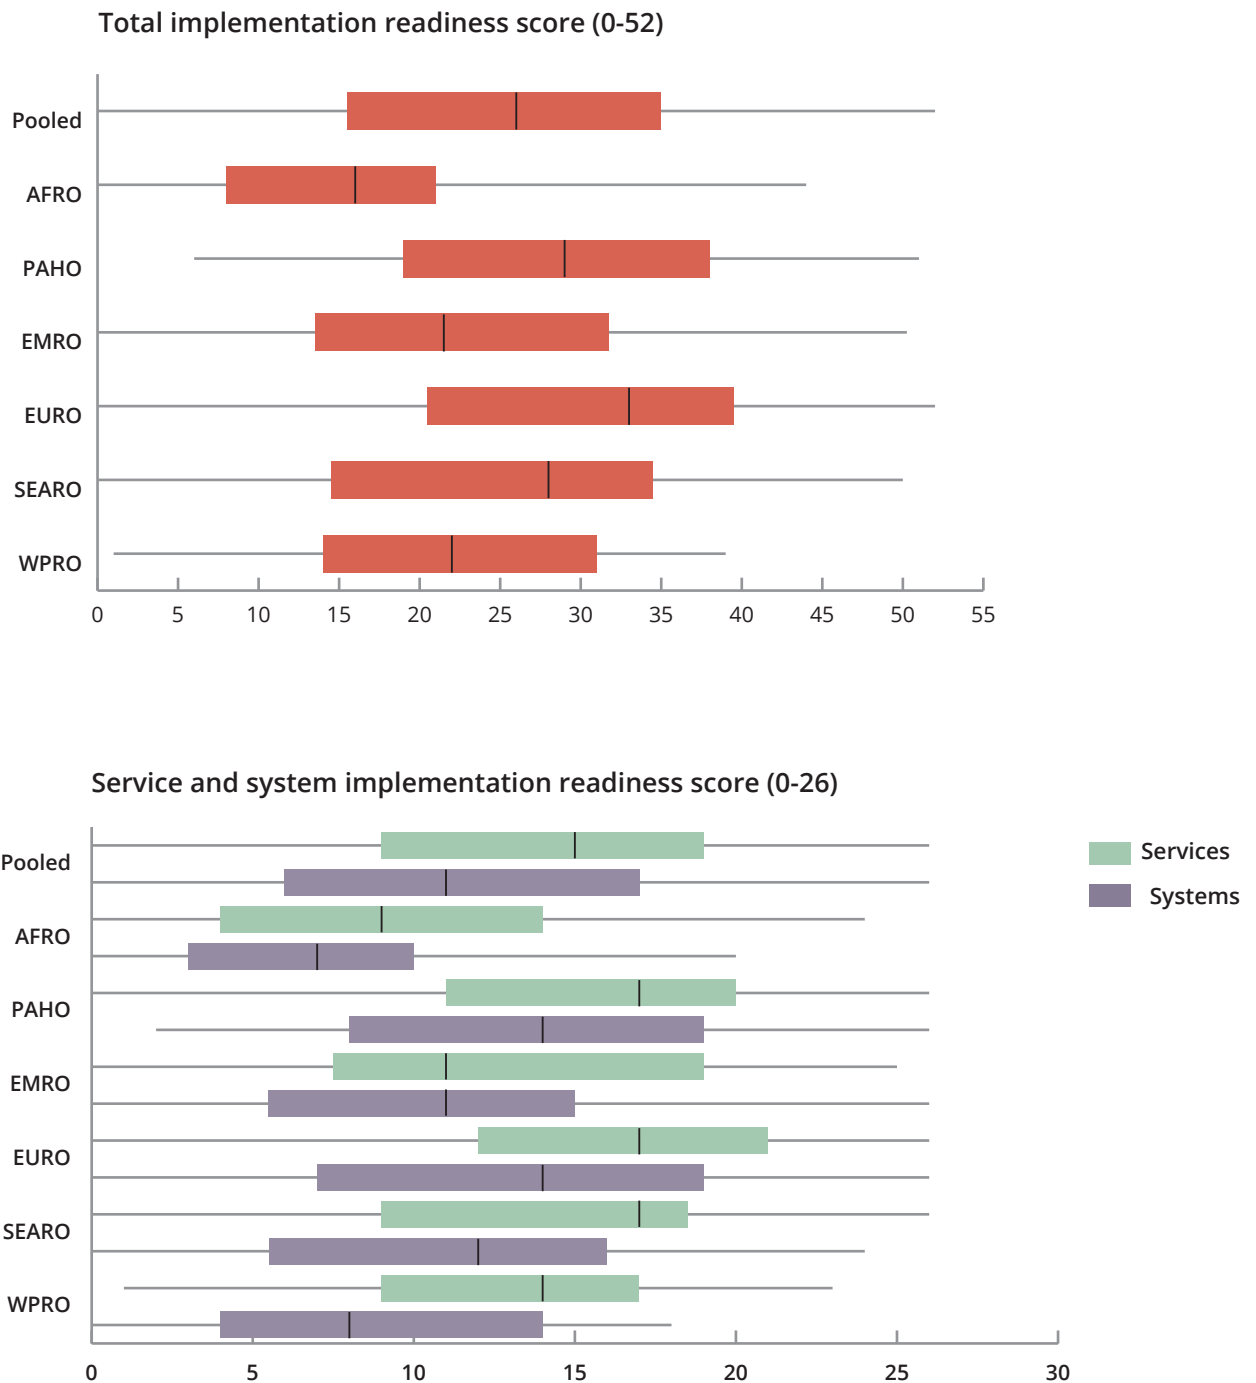 Total implementation readiness score (0-52)
Pooled
AFRO
PAHO
EMRO
EURO
SEARO
WPRO
0 5 10 15 20 25 30 35 40 45 50 55
Service and system implementation readiness score (0-26)
Services
Systems
Pooled
AFRO
PAHO
EMRO
EURO
SEARO
WPRO
0 5 10 15 20 25 30